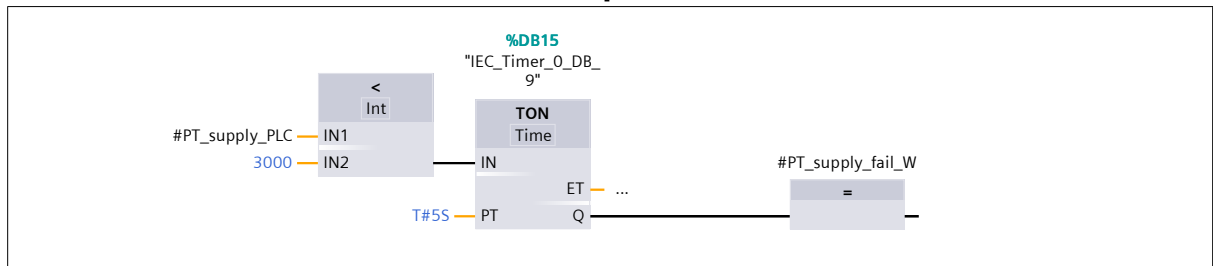 %DB15
"IEC_Timer_0_DB_
9"
<
Int
TON
Time
#PT_supply_PLC IN1
3000 IN2
IN
#PT_supply_fail_W
=
ET ...
T#5S PT Q